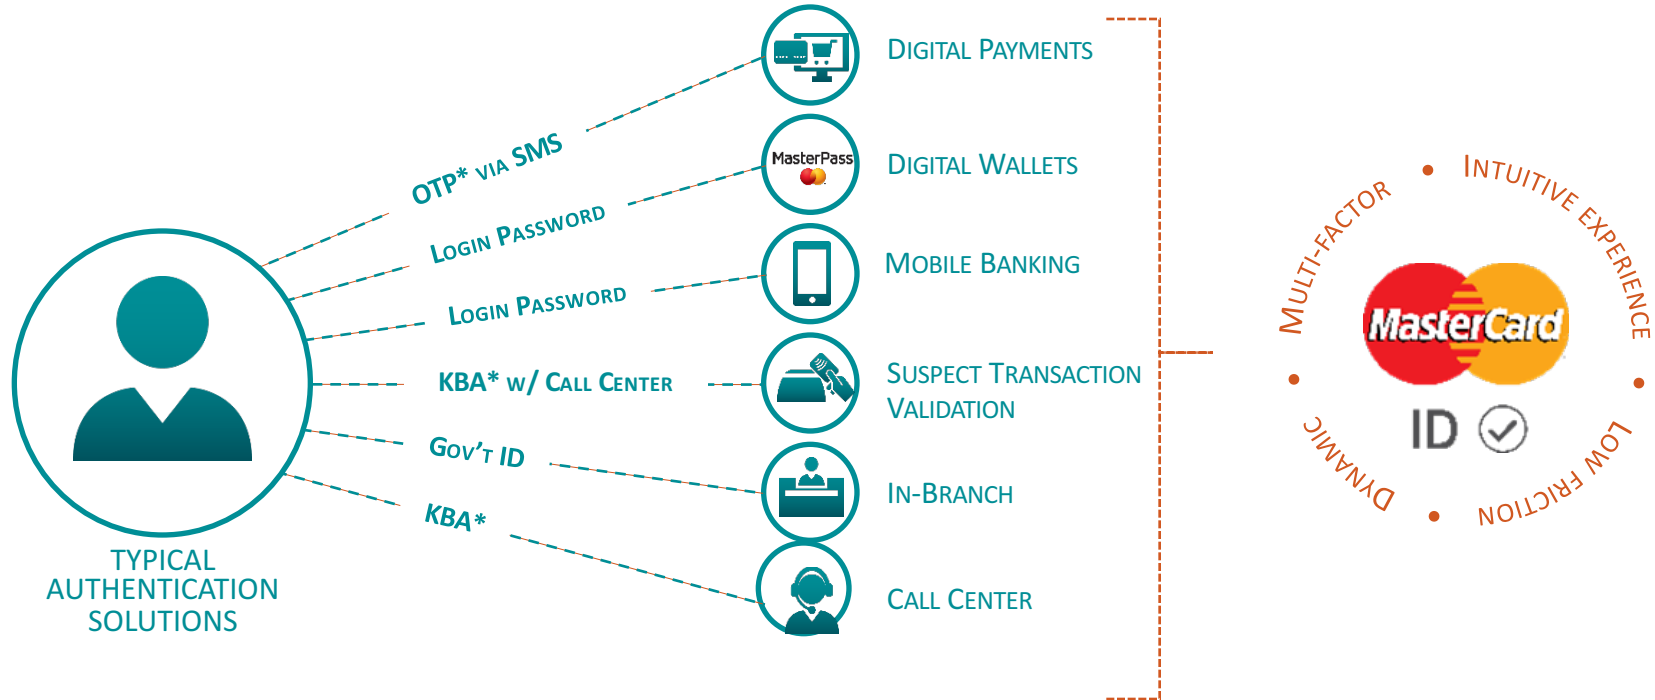 OTP* VIA SMS
LOGIN PASSWORD
LOGIN PASSWORD
KBA* W/ CALL CENTER
GOV'T ID
KBA*
TYPICAL
AUTHENTICATION
SOLUTIONS
DIGITAL PAYMENTS
MasterPass
DIGITAL WALLETS
MOBILE BANKING
SUSPECT TRANSACTION
VALIDATION
IN-BRANCH
CALL CENTER
MULTI-FACTOR • INTUITIVE EXPERIENCE • LOW FRICTION • DYNAMIC •
MasterCard
ID